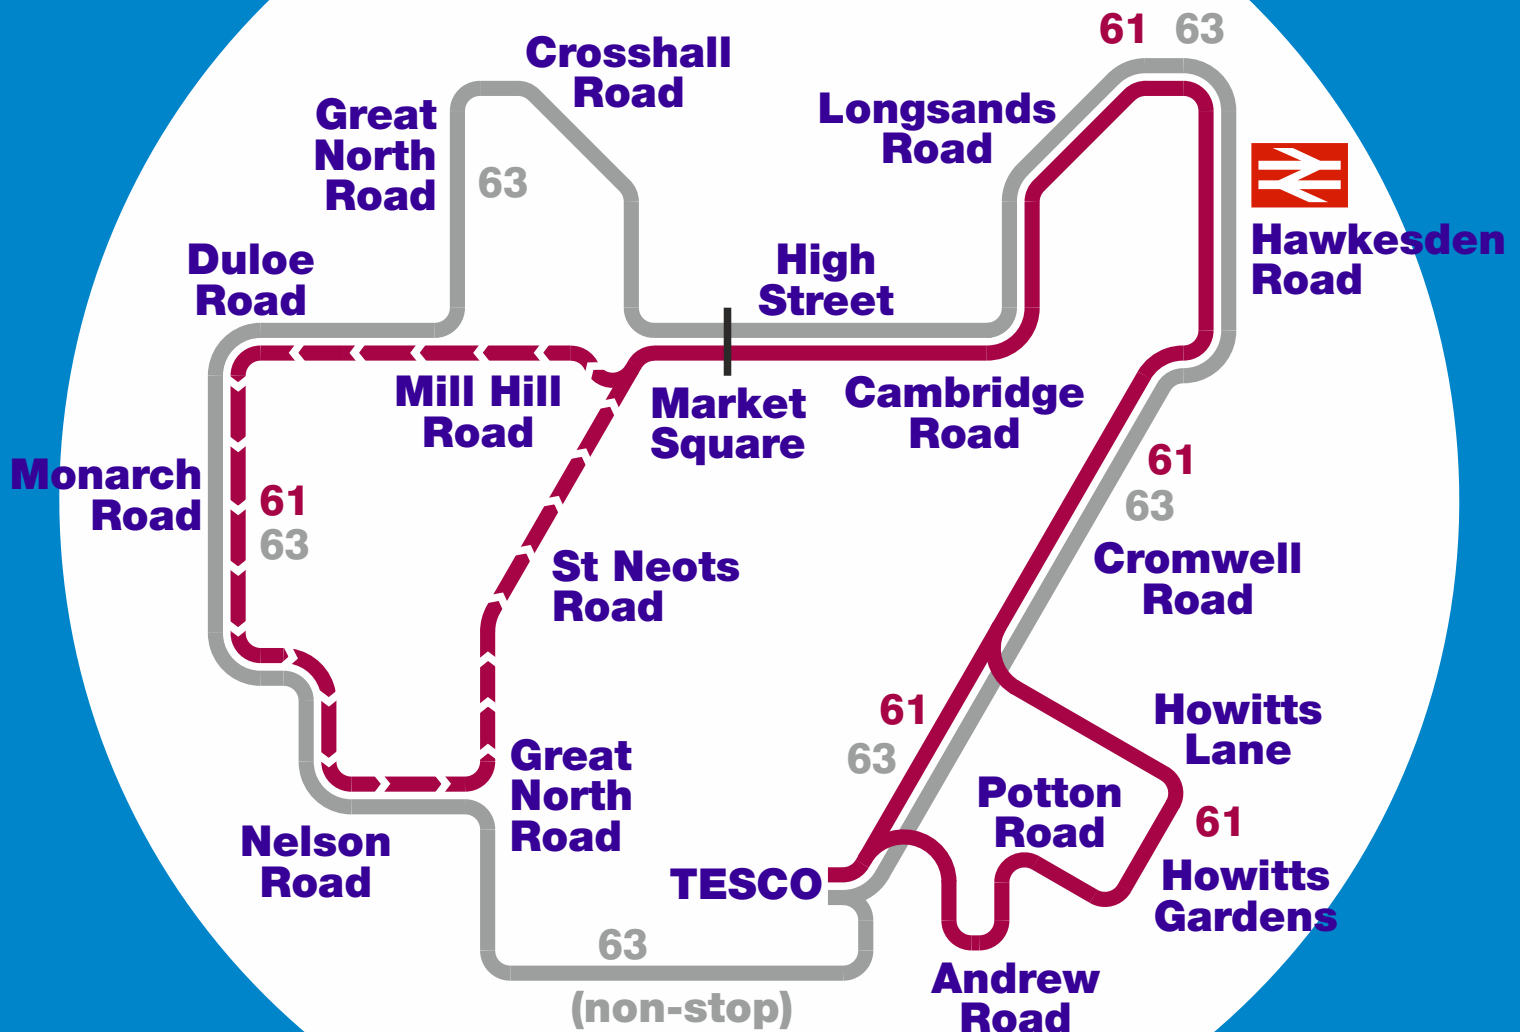 61 63
Crosshall
Road
Great
North
Road
63
Longsands
Road
Hawkesden
Road
Duloe
Road
High
Street
Mill Hill
Road
Market
Square
Cambridge
Road
Monarch
Road
61
63
61
63
St Neots
Road
Cromwell
Road
61
63
Howitts
Lane
Great
North
Road
Potton
Road
61
Nelson
Road
TESCO
Howitts
Gardens
63
(non-stop)
Andrew
Road